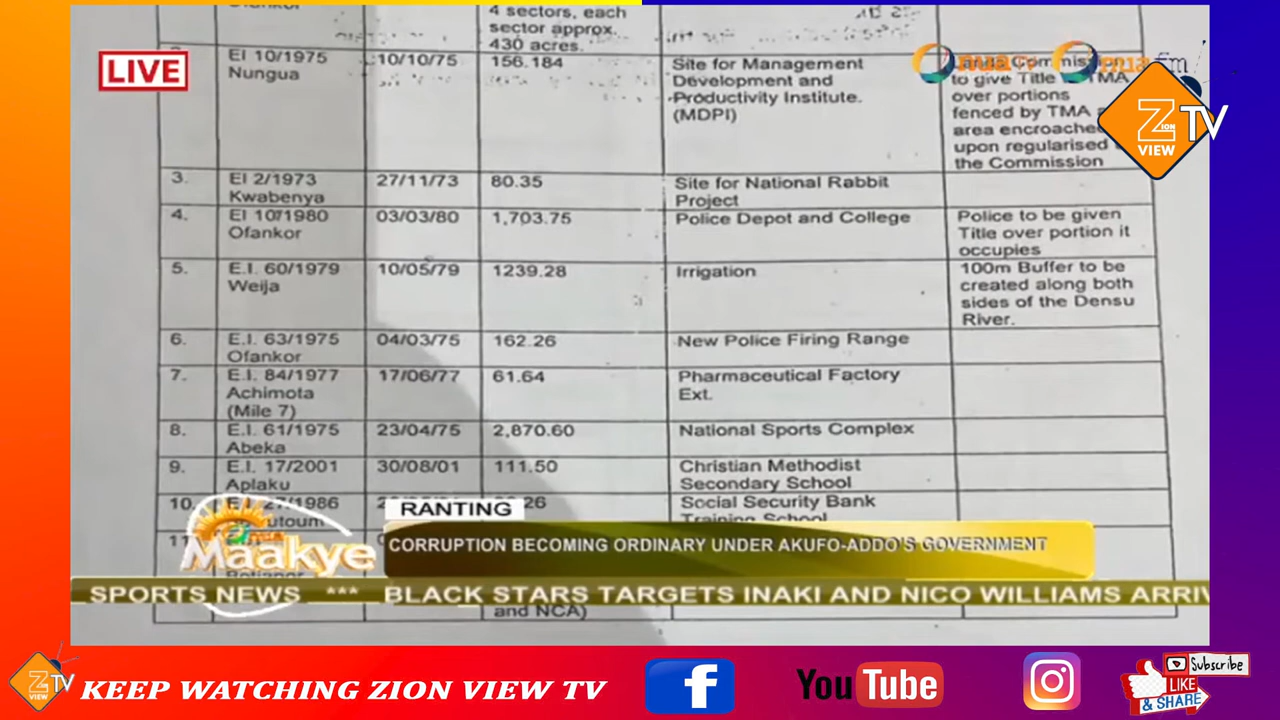 4 sectors, each
sector approx.
430 acres.
LIVE
EI 10/1975
Nungua
10/10/75
156.184
Site for Management
Development and
Productivity Institute.
(MDPI)
to give Title
over portions
fenced by TMA
area encroached
upon regularised
the Commission
Z
ZION
VIEW
TV
3.
EI 2/1973
Kwabenya
27/11/73
80.35
Site for National Rabbit
Project
4.
EI 10/1980
Ofankor
03/03/80
1,703.75
Police Depot and College
Police to be given
Title over portion it
occupies
5.
E.I. 60/1979
Weija
10/05/79
1239.28
Irrigation
100m Buffer to be
created along both
sides of the Densu
River.
6.
E.I. 63/1975
Ofankor
04/03/75
162.26
New Police Firing Range
7.
E.I. 84/1977
Achimota
(Mile 7)
17/06/77
61.64
Pharmaceutical Factory
Ext.
8.
E.I. 61/1975
Abeka
23/04/75
2,870.60
National Sports Complex
9.
E.I. 17/2001
Aplaku
30/08/01
111.50
Christian Methodist
Secondary School
10.
Social Security Bank
Training School
Maakye
RANTING
CORRUPTION BECOMING ORDINARY UNDER AKUFO-ADDO'S GOVERNMENT
SPORTS NEWS *** BLACK STARS TARGETS INAKI AND NICO WILLIAMS
and NCA)
Z TV
KEEP WATCHING ZION VIEW TV
f
YouTube
Subscribe
LIKE
& SHARE